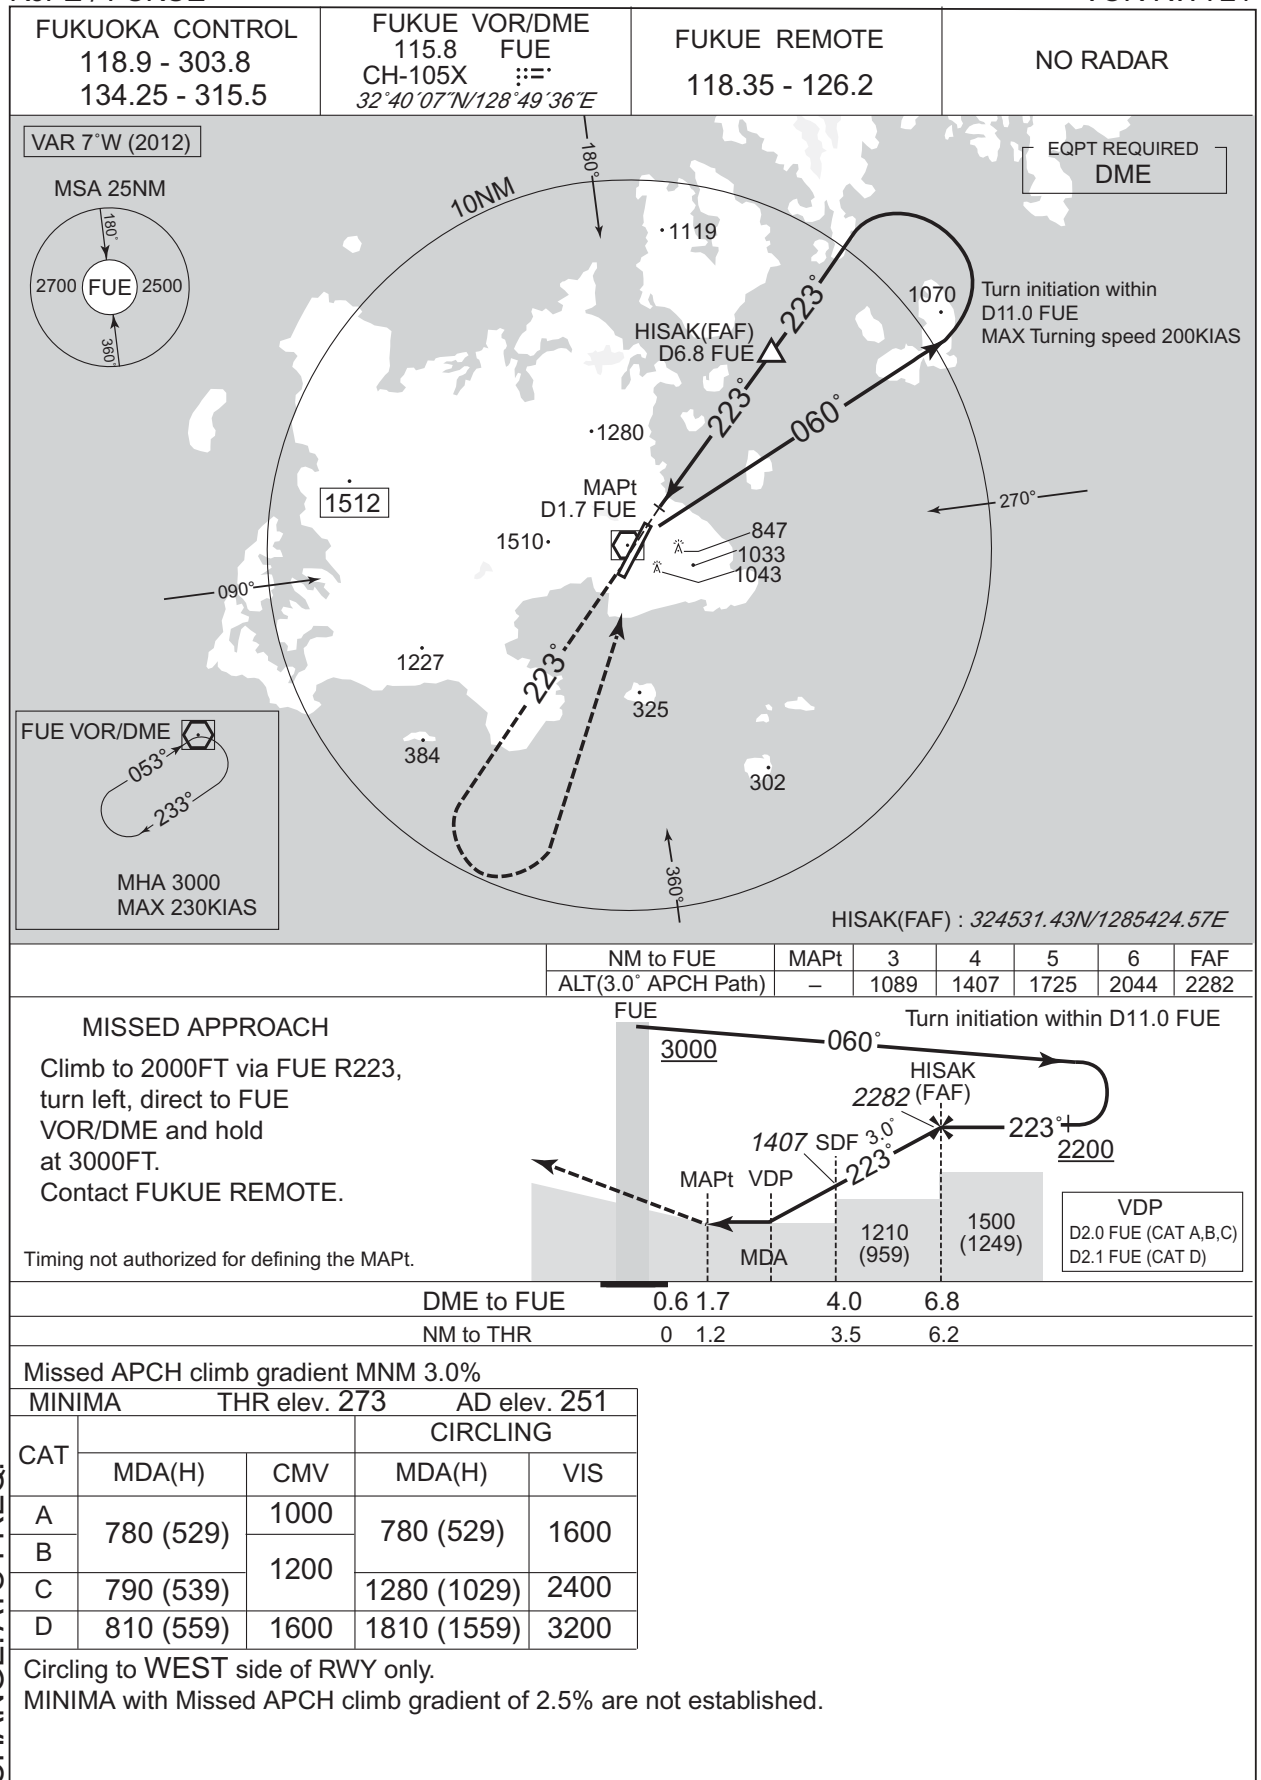 FUKUOKA CONTROL
118.9 - 303.8
134.25 - 315.5
FUKUE VOR/DME
115.8 FUE
CH-105X
32°40´07˝N/128°49´36˝E
FUKUE REMOTE
118.35 - 126.2
NO RADAR
VAR 7°W (2012)
MSA 25NM
180°
2700 FUE 2500
360°
10NM
180°
EQPT REQUIRED
DME
1119
223°
1070
Turn initiation within
D11.0 FUE
MAX Turning speed 200KIAS
HISAK(FAF)
D6.8 FUE
223°
060°
1280
1512
MAPt
D1.7 FUE
270°
1510
847
1033
1043
090°
1227
223°
325
384
302
FUE VOR/DME
053°
233°
MHA 3000
MAX 230KIAS
360°
HISAK(FAF) : 324531.43N/1285424.57E
NM to FUE MAPt 3 4 5 6 FAF
ALT(3.0° APCH Path) – 1089 1407 1725 2044 2282
MISSED APPROACH
Climb to 2000FT via FUE R223,
turn left, direct to FUE
VOR/DME and hold
at 3000FT.
Contact FUKUE REMOTE.
Timing not authorized for defining the MAPt.
FUE
Turn initiation within D11.0 FUE
3000
060°
HISAK
(FAF)
2282
223°
2200
1407 SDF 3.0°
223°
MAPt VDP
MDA
1210
(959)
1500
(1249)
VDP
D2.0 FUE (CAT A,B,C)
D2.1 FUE (CAT D)
DME to FUE 0.6 1.7 4.0 6.8
NM to THR 0 1.2 3.5 6.2
Missed APCH climb gradient MNM 3.0%
MINIMA THR elev. 273 AD elev. 251
CAT CIRCLING
MDA(H) CMV MDA(H) VIS
A 780 (529) 1000 780 (529) 1600
B 1200
C 790 (539) 1280 (1029) 2400
D 810 (559) 1600 1810 (1559) 3200
Circling to WEST side of RWY only.
MINIMA with Missed APCH climb gradient of 2.5% are not established.